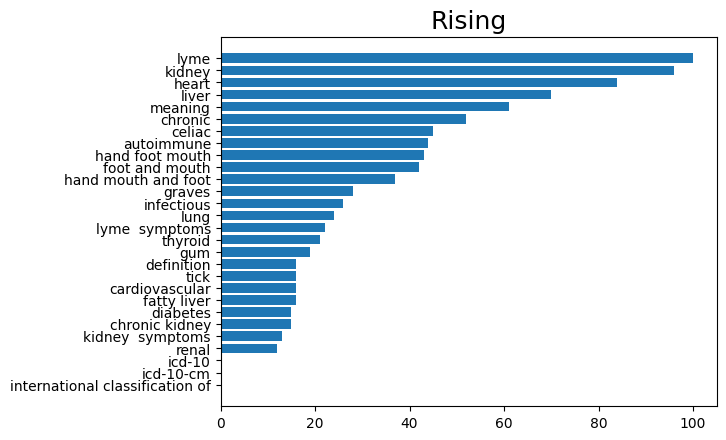 Rising
lyme
kidney
heart
liver
meaning
chronic
celiac
autoimmune
hand foot mouth
foot and mouth
hand mouth and foot
graves
infectious
lung
lyme  symptoms
thyroid
gum
definition
tick
cardiovascular
fatty liver
diabetes
chronic kidney
kidney  symptoms
renal
icd-10
icd-10-cm
international classification of
0 20 40 60 80 100